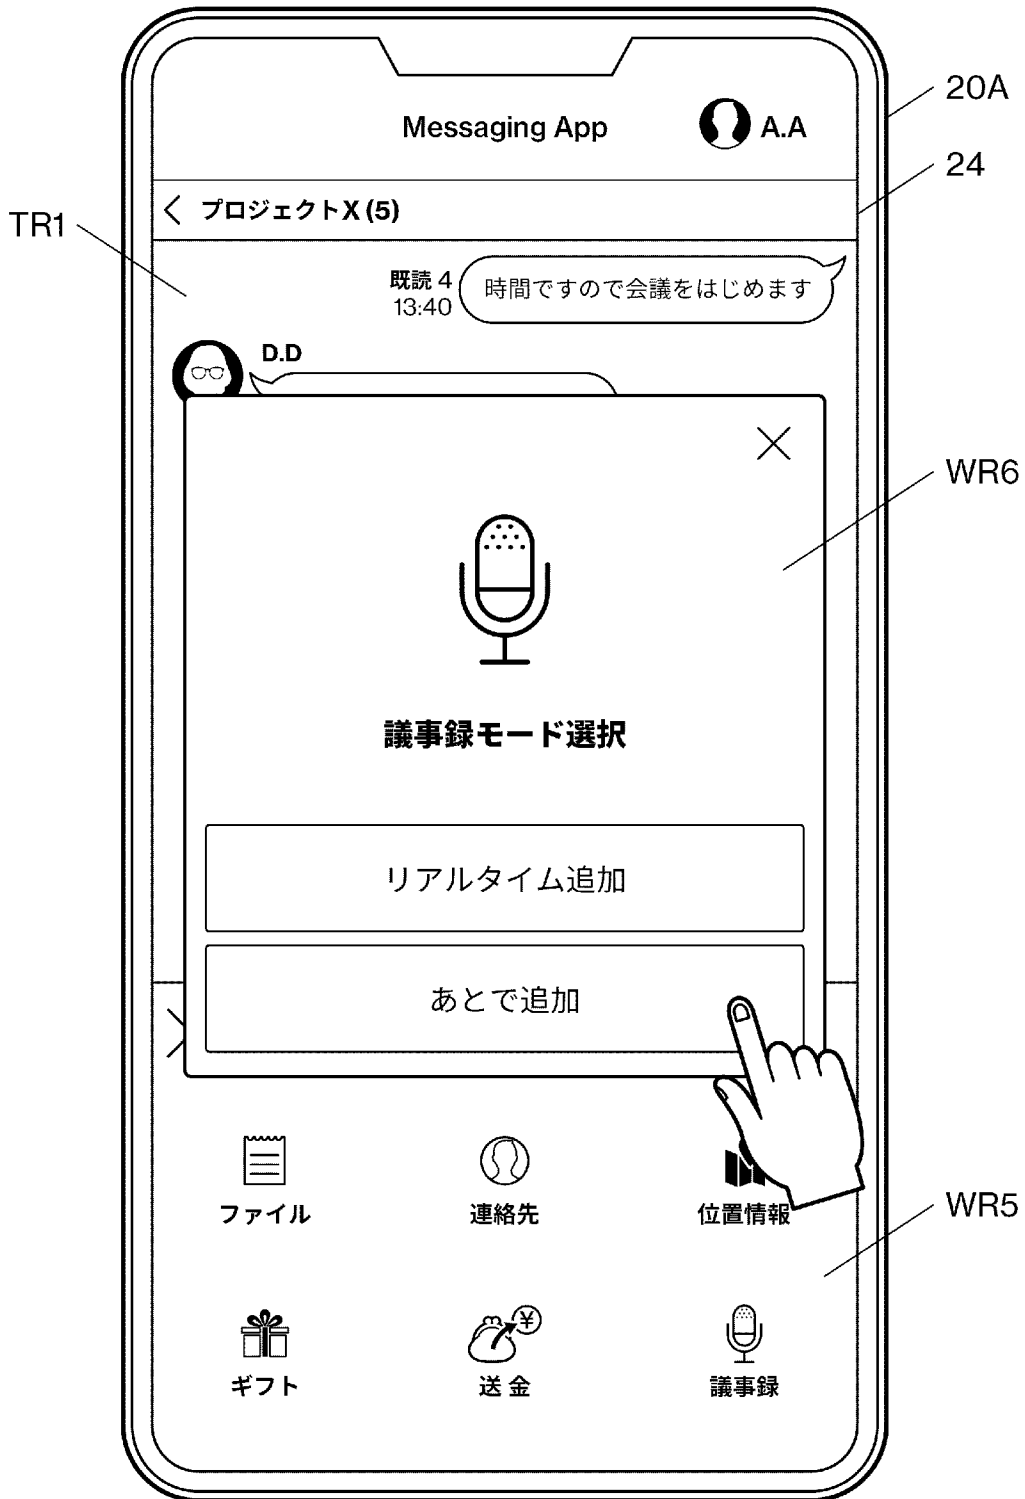 20A
Messaging App
A.A
24
プロジェクトX (5)
TR1
既読 4
13:40
時間ですので会議をはじめます
D.D
WR6
議事録モード選択
リアルタイム追加
あとで追加
ファイル
連絡先
位置情報
WR5
ギフト
¥
送金
議事録